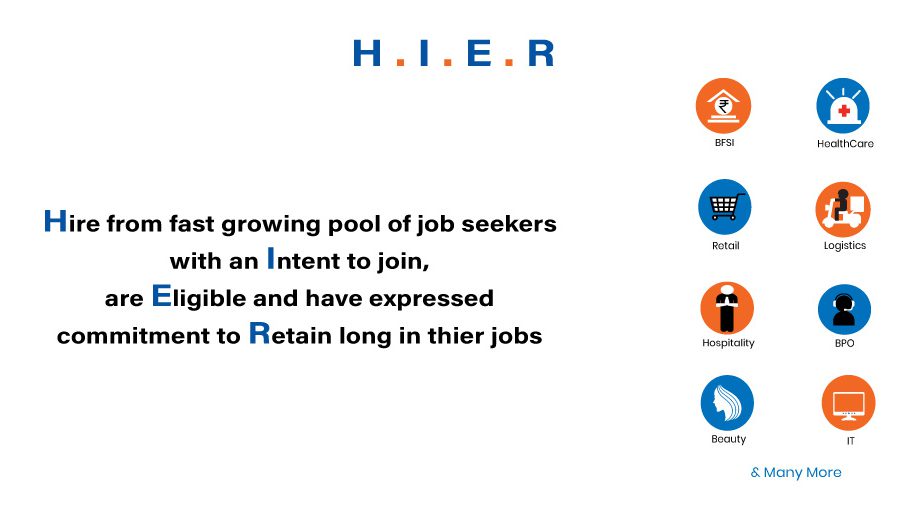 H.I.E.R
Hire from fast growing pool of job seekers
with an Intent to join,
are Eligible and have expressed
commitment to Retain long in thier jobs
BFSI
HealthCare
Retail
Logistics
Hospitality
BPO
Beauty
IT
& Many More